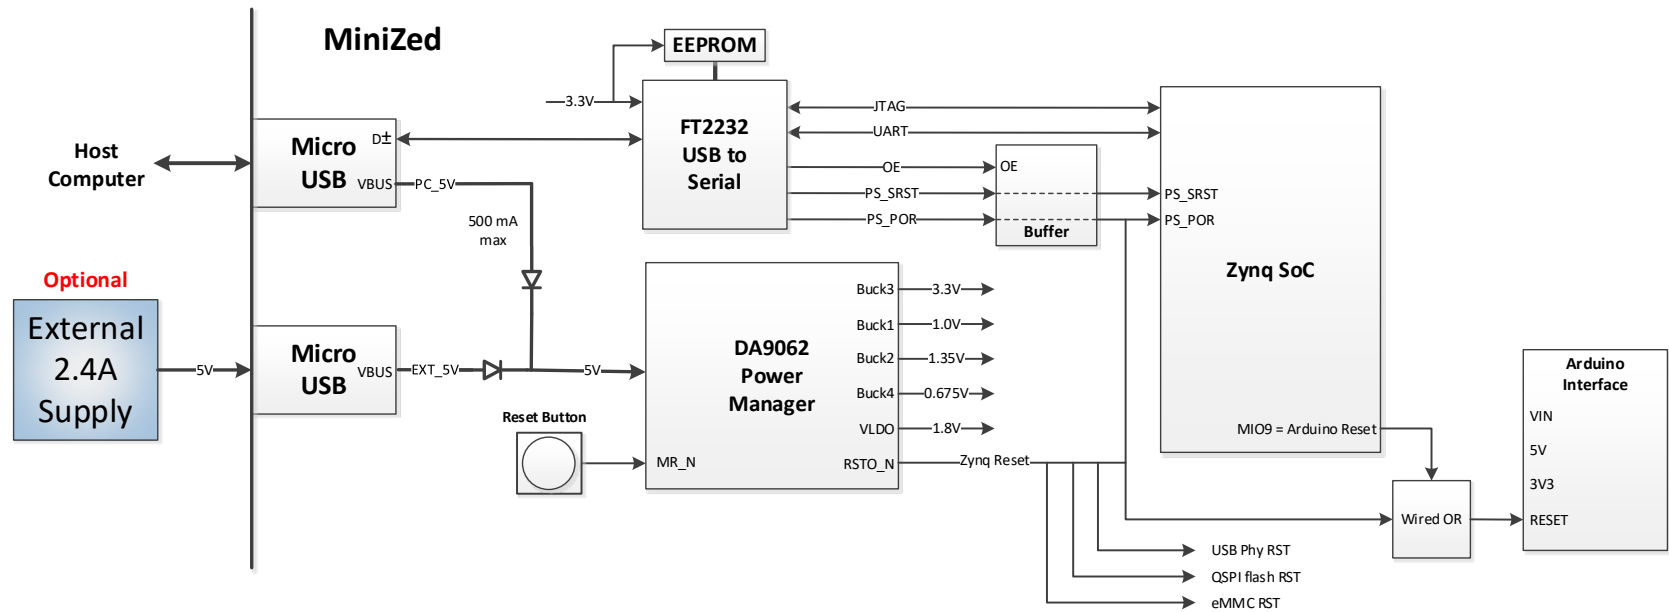 MiniZed
EEPROM
3.3V
FT2232
USB to
Serial
JTAG
UART
OE
PS_SRST
PS_POR
OE
Buffer
PS_SRST
PS_POR
Zynq SoC
MIO9 = Arduino Reset
Host
Computer
Micro
USB
D±
VBUS
PC_5V
500 mA
max
Optional
External
2.4A
Supply
5V
Micro
USB
VBUS
EXT_5V
5V
Reset Button
DA9062
Power
Manager
MR_N
Buck3
3.3V
Buck1
1.0V
Buck2
1.35V
Buck4
0.675V
VLDO
1.8V
RSTO_N
Zynq Reset
Wired OR
Arduino
Interface
VIN
5V
3V3
RESET
USB Phy RST
QSPI flash RST
eMMC RST